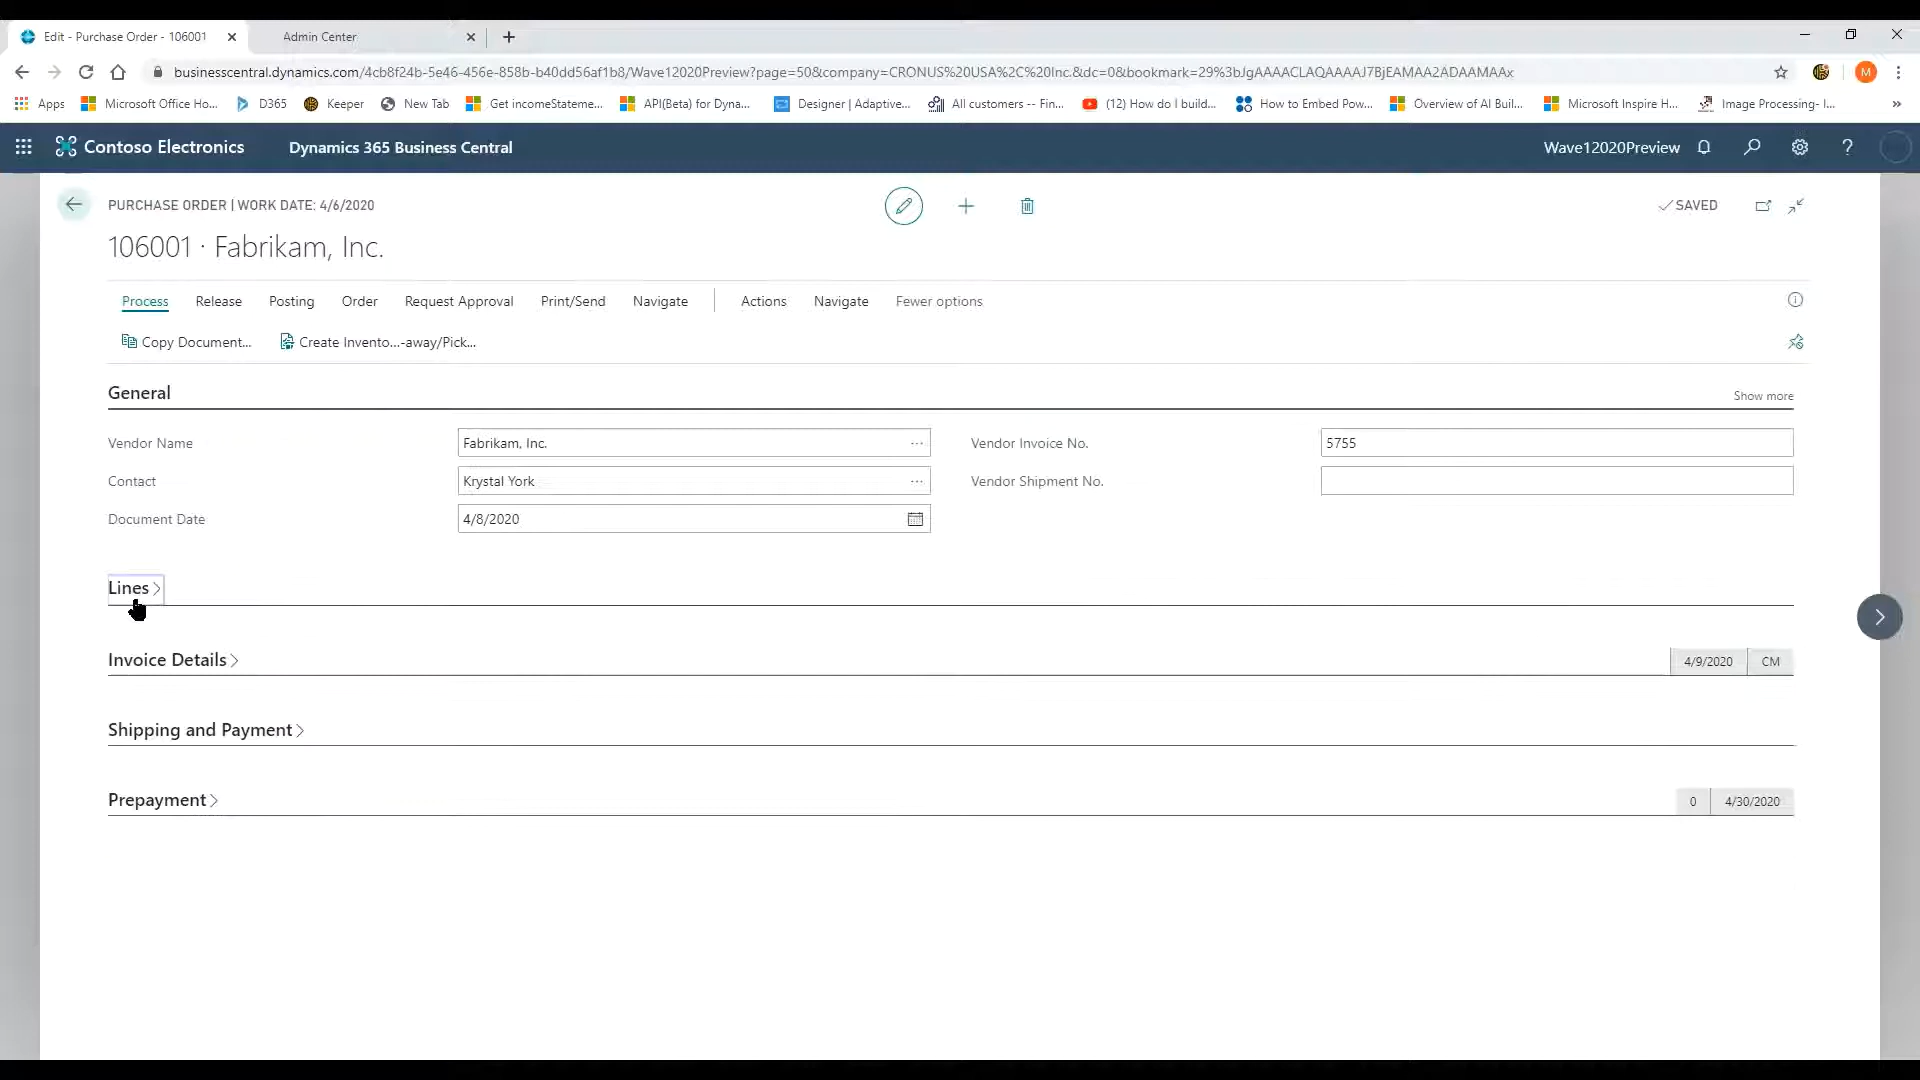 Edit - Purchase Order - 106001
Admin Center
businesscentral.dynamics.com/4cb8f24b-5e46-456e-858b-b40dd56af1b8/Wave12020Preview?page=50&company=CRONUS%20USA%2C%20Inc.&dc=0&bookmark=29%3bJgAAAACLAQAAAAJ7BjEAMAA2ADAAMAAx
M
Apps
Microsoft Office Ho...
D365
Keeper
New Tab
Get incomeStateme...
API(Beta) for Dyna...
Designer | Adaptive...
All customers -- Fin...
(12) How do I build...
How to Embed Pow...
Overview of AI Buil...
Microsoft Inspire H...
Image Processing- I...
»
Contoso Electronics
Dynamics 365 Business Central
Wave12020Preview
?
PURCHASE ORDER | WORK DATE: 4/6/2020
SAVED
106001 · Fabrikam, Inc.
Process
Release
Posting
Order
Request Approval
Print/Send
Navigate
Actions
Navigate
Fewer options
Copy Document...
Create Invento...-away/Pick...
General
Show more
Vendor Name
Fabrikam, Inc.
Vendor Invoice No.
5755
Contact
Krystal York
Vendor Shipment No.
Document Date
4/8/2020
Lines
Invoice Details
4/9/2020
CM
Shipping and Payment
Prepayment
0
4/30/2020